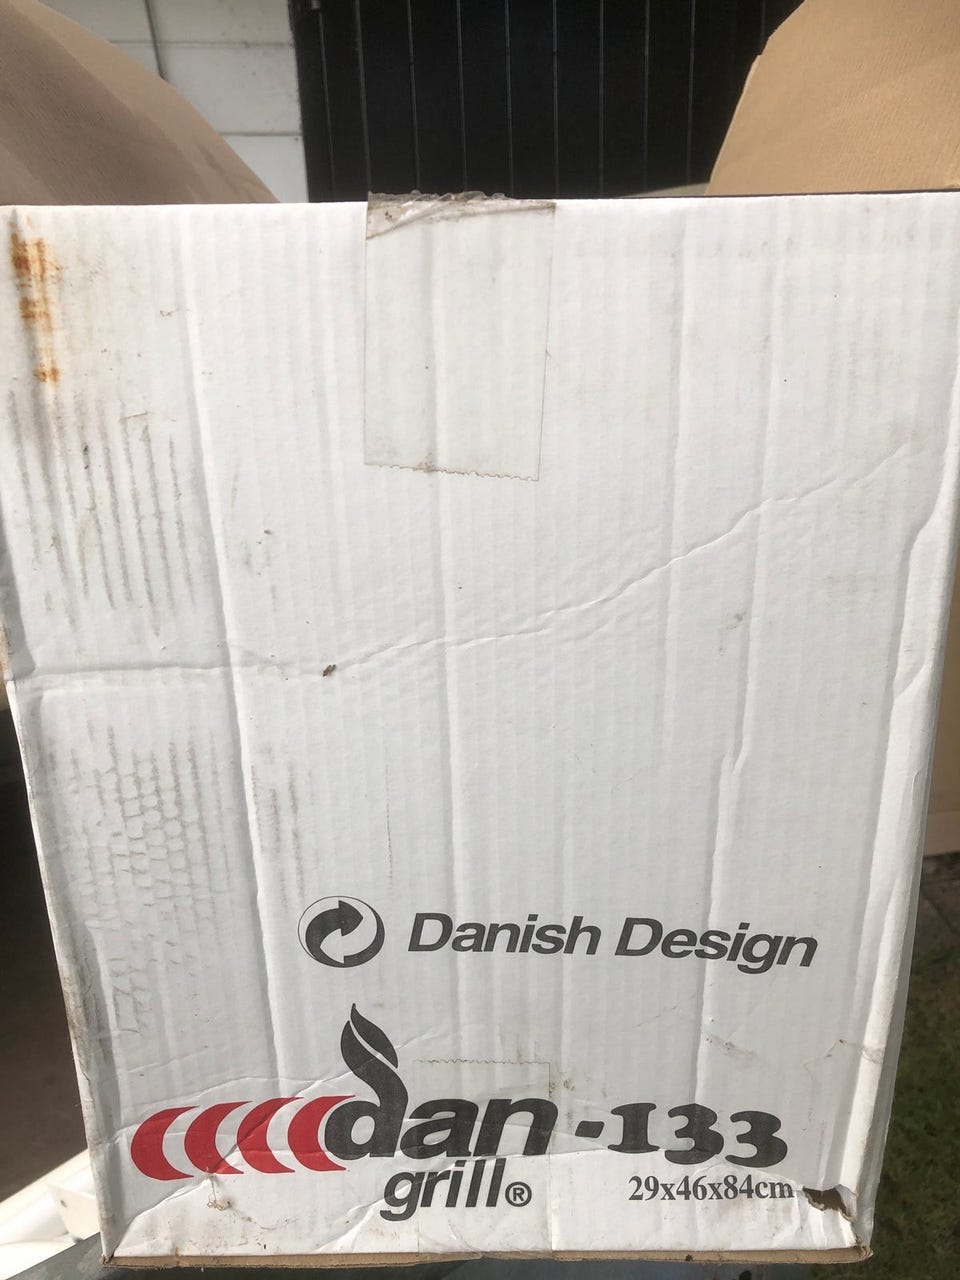 Danish Design
dan -133
grill®
29x46x84cm